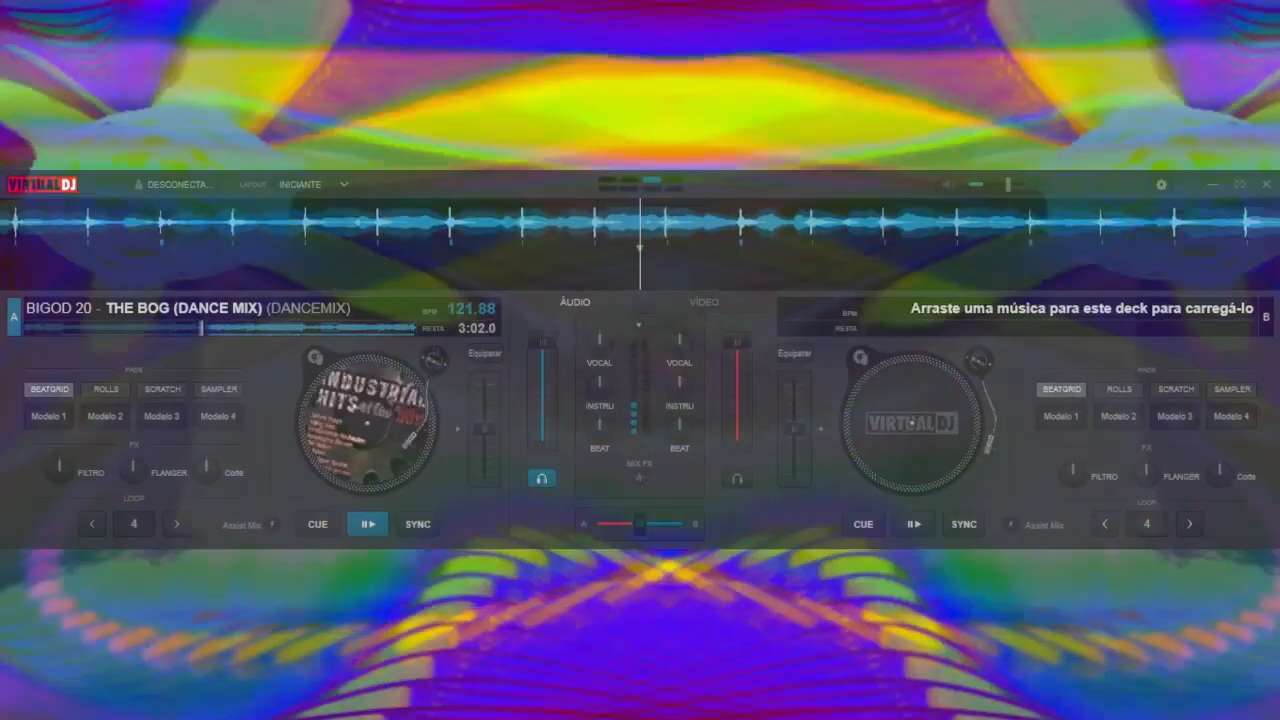 VIRTUALDJ
DESCONECTA... LAYOUT INICIANTE
A BIGOD 20 - THE BOG (DANCE MIX) (DANCEMIX) BPM 121.88
RESTA 3:02.0
ÁUDIO VÍDEO
BPM Arraste uma música para este deck para carregá-lo B
RESTA
Equiparar
PADS
BEATGRID ROLLS SCRATCH SAMPLER
Modelo 1 Modelo 2 Modelo 3 Modelo 4
FX
FILTRO FLANGER Corte
LOOP
4 Assist Mix CUE SYNC
INDUSTRIAL
HITS
VOCAL VOCAL
INSTRU INSTRU
BEAT BEAT
MIX FX
A B
Equiparar
VIRTUALDJ
PADS
BEATGRID ROLLS SCRATCH SAMPLER
Modelo 1 Modelo 2 Modelo 3 Modelo 4
FX
FILTRO FLANGER Corte
LOOP
CUE SYNC Assist Mix 4